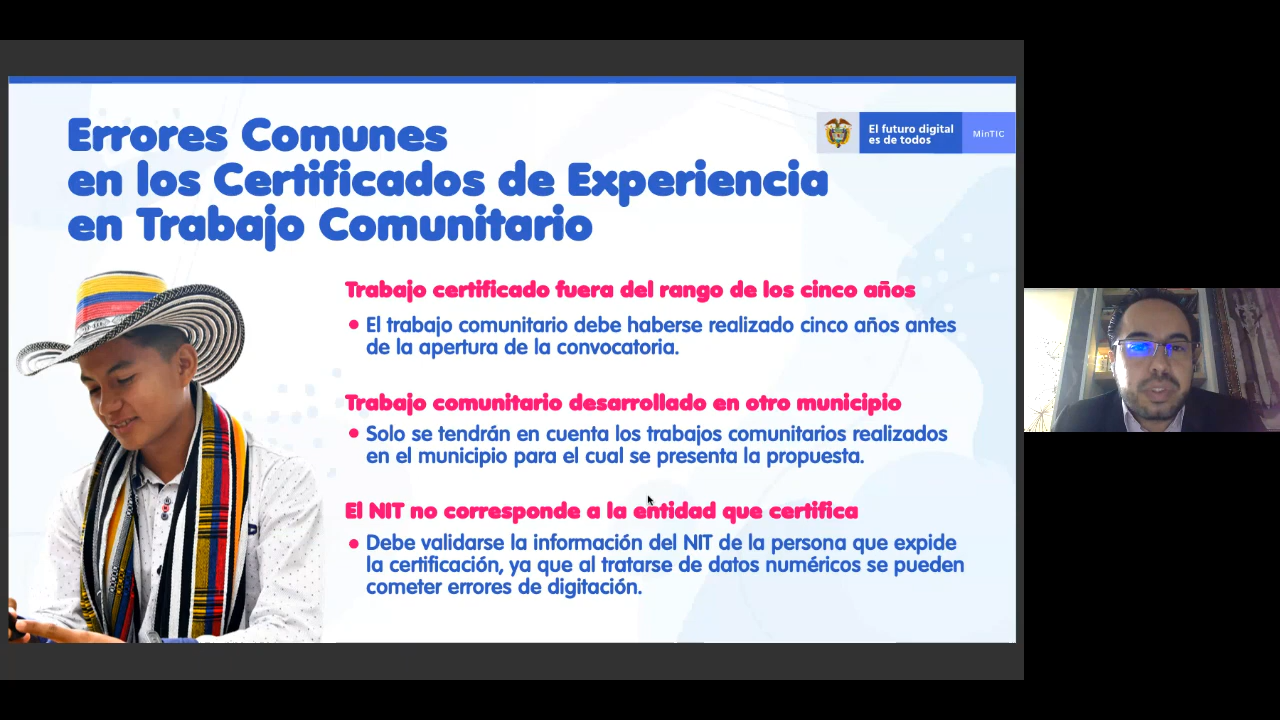 Errores Comunes
en los Certificados de Experiencia
en Trabajo Comunitario
El futuro digital
es de todos
MinTIC
Trabajo certificado fuera del rango de los cinco años
• El trabajo comunitario debe haberse realizado cinco años antes
de la apertura de la convocatoria.
Trabajo comunitario desarrollado en otro municipio
• Solo se tendrán en cuenta los trabajos comunitarios realizados
en el municipio para el cual se presenta la propuesta.
El NIT no corresponde a la entidad que certifica
• Debe validarse la información del NIT de la persona que expide
la certificación, ya que al tratarse de datos numéricos se pueden
cometer errores de digitación.